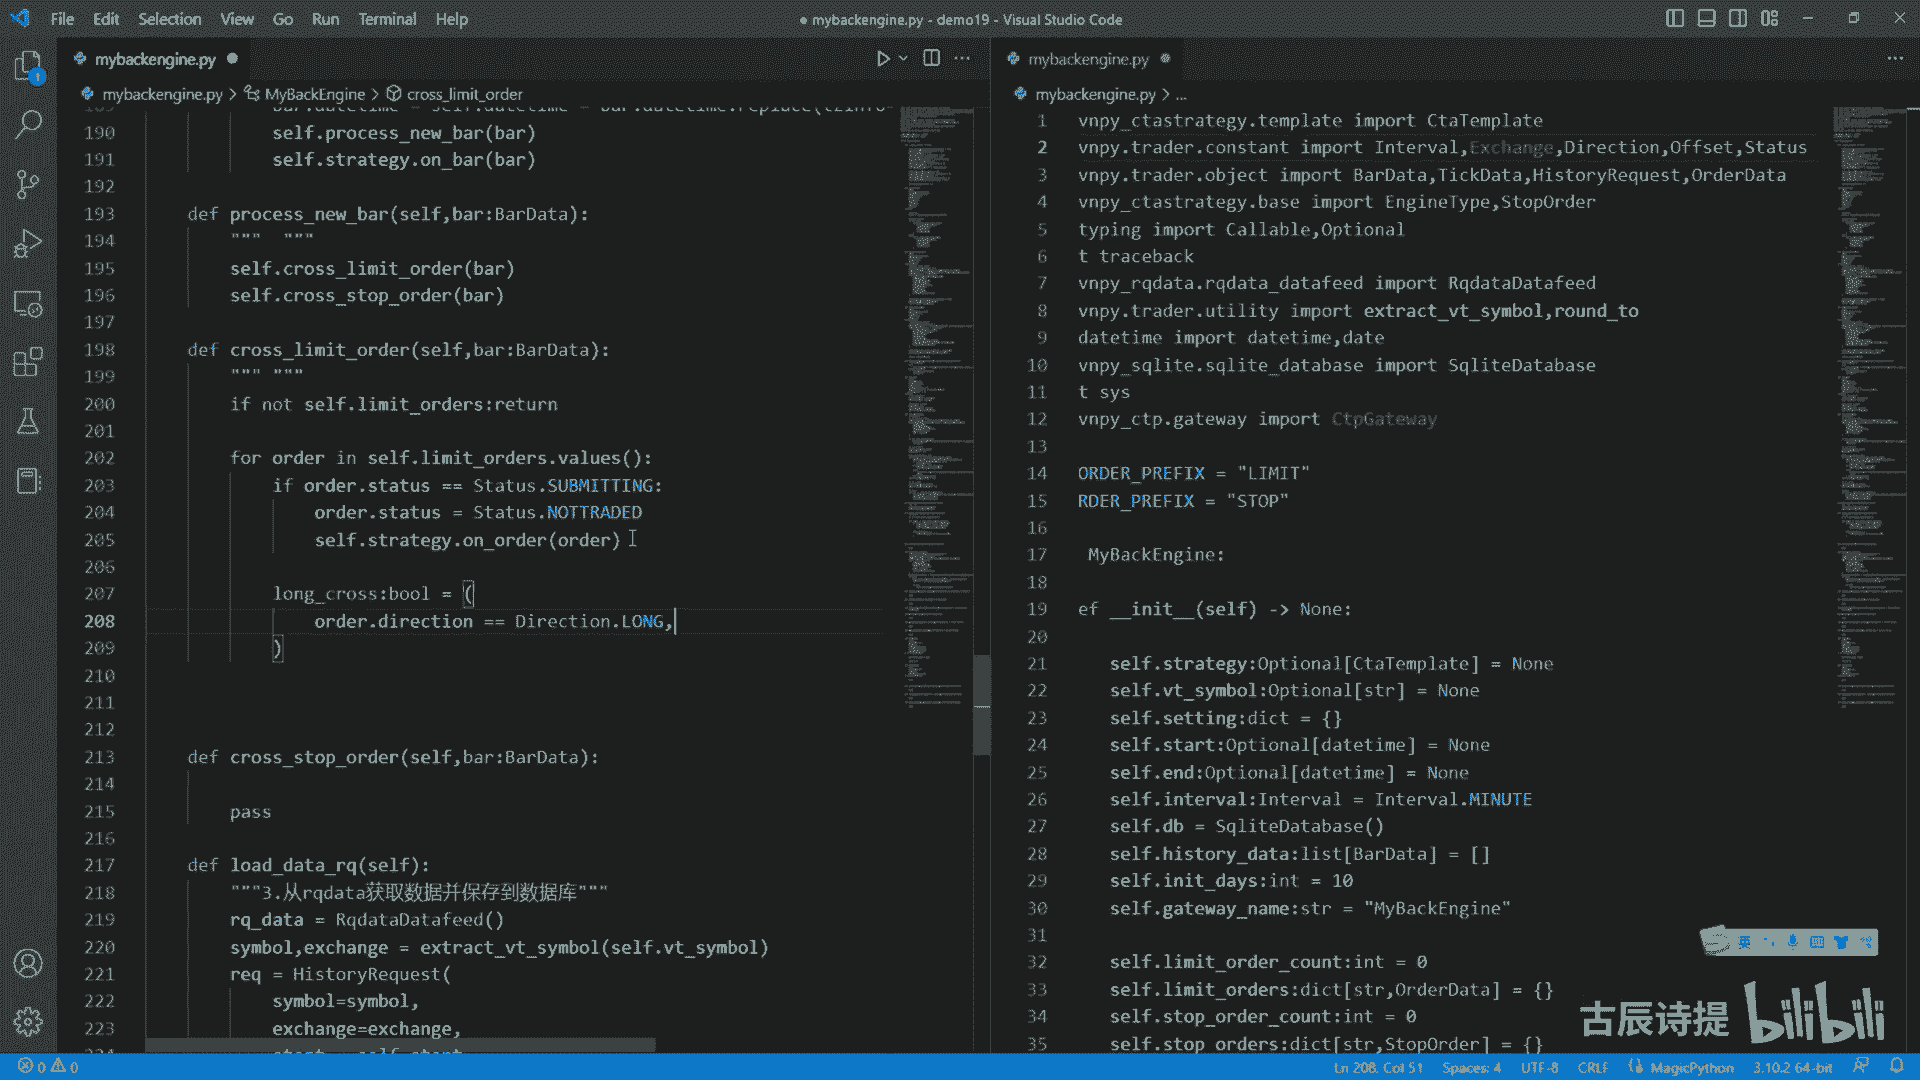 File Edit Selection View Go Run Terminal Help
● mybackengine.py - demo19 - Visual Studio Code
mybackengine.py
mybackengine.py > MyBackEngine > cross_limit_order
190 self.process_new_bar(bar)
191 self.strategy.on_bar(bar)
192
193 def process_new_bar(self,bar:BarData):
194 """ """
195 self.cross_limit_order(bar)
196 self.cross_stop_order(bar)
197
198 def cross_limit_order(self,bar:BarData):
199 """ """
200 if not self.limit_orders:return
201
202 for order in self.limit_orders.values():
203 if order.status == Status.SUBMITTING:
204 order.status = Status.NOTTRADED
205 self.strategy.on_order(order)
206
207 long_cross:bool = (
208 order.direction == Direction.LONG,
209 )
210
211
212
213 def cross_stop_order(self,bar:BarData):
214
215 pass
216
217 def load_data_rq(self):
218 """3.从rqdata获取数据并保存到数据库"""
219 rq_data = RqdataDatafeed()
220 symbol,exchange = extract_vt_symbol(self.vt_symbol)
221 req = HistoryRequest(
222 symbol=symbol,
223 exchange=exchange,
mybackengine.py
mybackengine.py > ...
1 vnpy_ctastrategy.template import CtaTemplate
2 vnpy.trader.constant import Interval,Exchange,Direction,Offset,Status
3 vnpy.trader.object import BarData,TickData,HistoryRequest,OrderData
4 vnpy_ctastrategy.base import EngineType,StopOrder
5 typing import Callable,Optional
6 t traceback
7 vnpy_rqdata.rqdata_datafeed import RqdataDatafeed
8 vnpy.trader.utility import extract_vt_symbol,round_to
9 datetime import datetime,date
10 vnpy_sqlite.sqlite_database import SqliteDatabase
11 t sys
12 vnpy_ctp.gateway import CtpGateway
13
14 ORDER_PREFIX = "LIMIT"
15 RDER_PREFIX = "STOP"
16
17 MyBackEngine:
18
19 ef __init__(self) -> None:
20
21 self.strategy:Optional[CtaTemplate] = None
22 self.vt_symbol:Optional[str] = None
23 self.setting:dict = {}
24 self.start:Optional[datetime] = None
25 self.end:Optional[datetime] = None
26 self.interval:Interval = Interval.MINUTE
27 self.db = SqliteDatabase()
28 self.history_data:list[BarData] = []
29 self.init_days:int = 10
30 self.gateway_name:str = "MyBackEngine"
31
32 self.limit_order_count:int = 0
33 self.limit_orders:dict[str,OrderData] = {}
34 self.stop_order_count:int = 0
35 self.stop_orders:dict[str,StopOrder] = {}
英
古辰诗提 bilibili
1
0 0
Ln 208, Col 51 Spaces: 4 UTF-8 CRLF MagicPython 3.10.2 64-bit